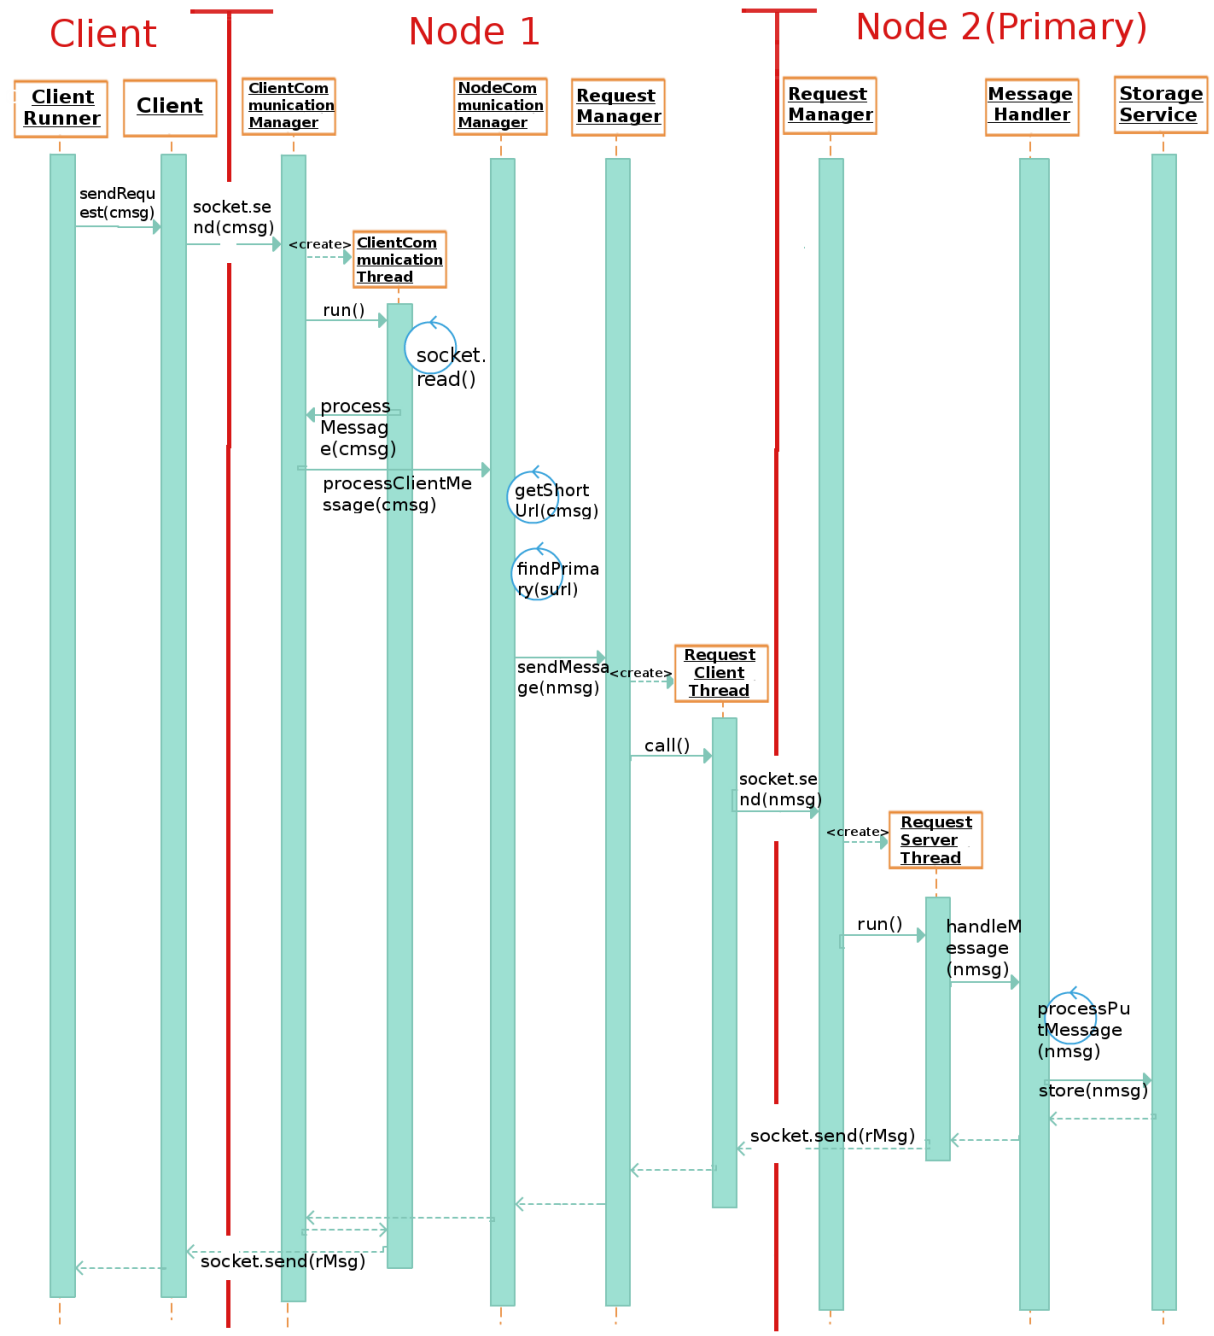 Client
Node 1
Node 2(Primary)
Client
Runner
Client
ClientCom
munication
Manager
NodeCom
munication
Manager
Request
Manager
Request
Manager
Message
Handler
Storage
Service
sendRequ
est(cmsg)
socket.se
nd(cmsg)
<create>
ClientCom
munication
Thread
run()
socket.
read()
process
Messag
e(cmsg)
processClientMe
ssage(cmsg)
getShort
Url(cmsg)
findPrima
ry(surl)
sendMessa
ge(nmsg)
<create>
Request
Client
Thread
call()
socket.se
nd(nmsg)
<create>
Request
Server
Thread
run()
handleM
essage
(nmsg)
processPu
tMessage
(nmsg)
store(nmsg)
socket.send(rMsg)
socket.send(rMsg)